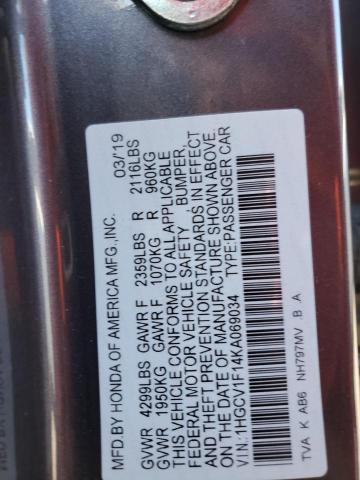 MFD.BY HONDA OF AMERICA MFG.,INC. 03/19
GVWR 4299LBS GAWR F 2359LBS R 2116LBS
GVWR 1950KG GAWR F 1070KG R 960KG
THIS VEHICLE CONFORMS TO ALL APPLICABLE
FEDERAL MOTOR VEHICLE SAFETY BUMPER,
AND THEFT PREVENTION STANDARDS IN EFFECT
ON THE DATE OF MANUFACTURE SHOWN ABOVE.
V.I.N.:1HGCV1F14KA069034 TYPE:PASSENGER CAR
TVA K AB6 NH797MV B A